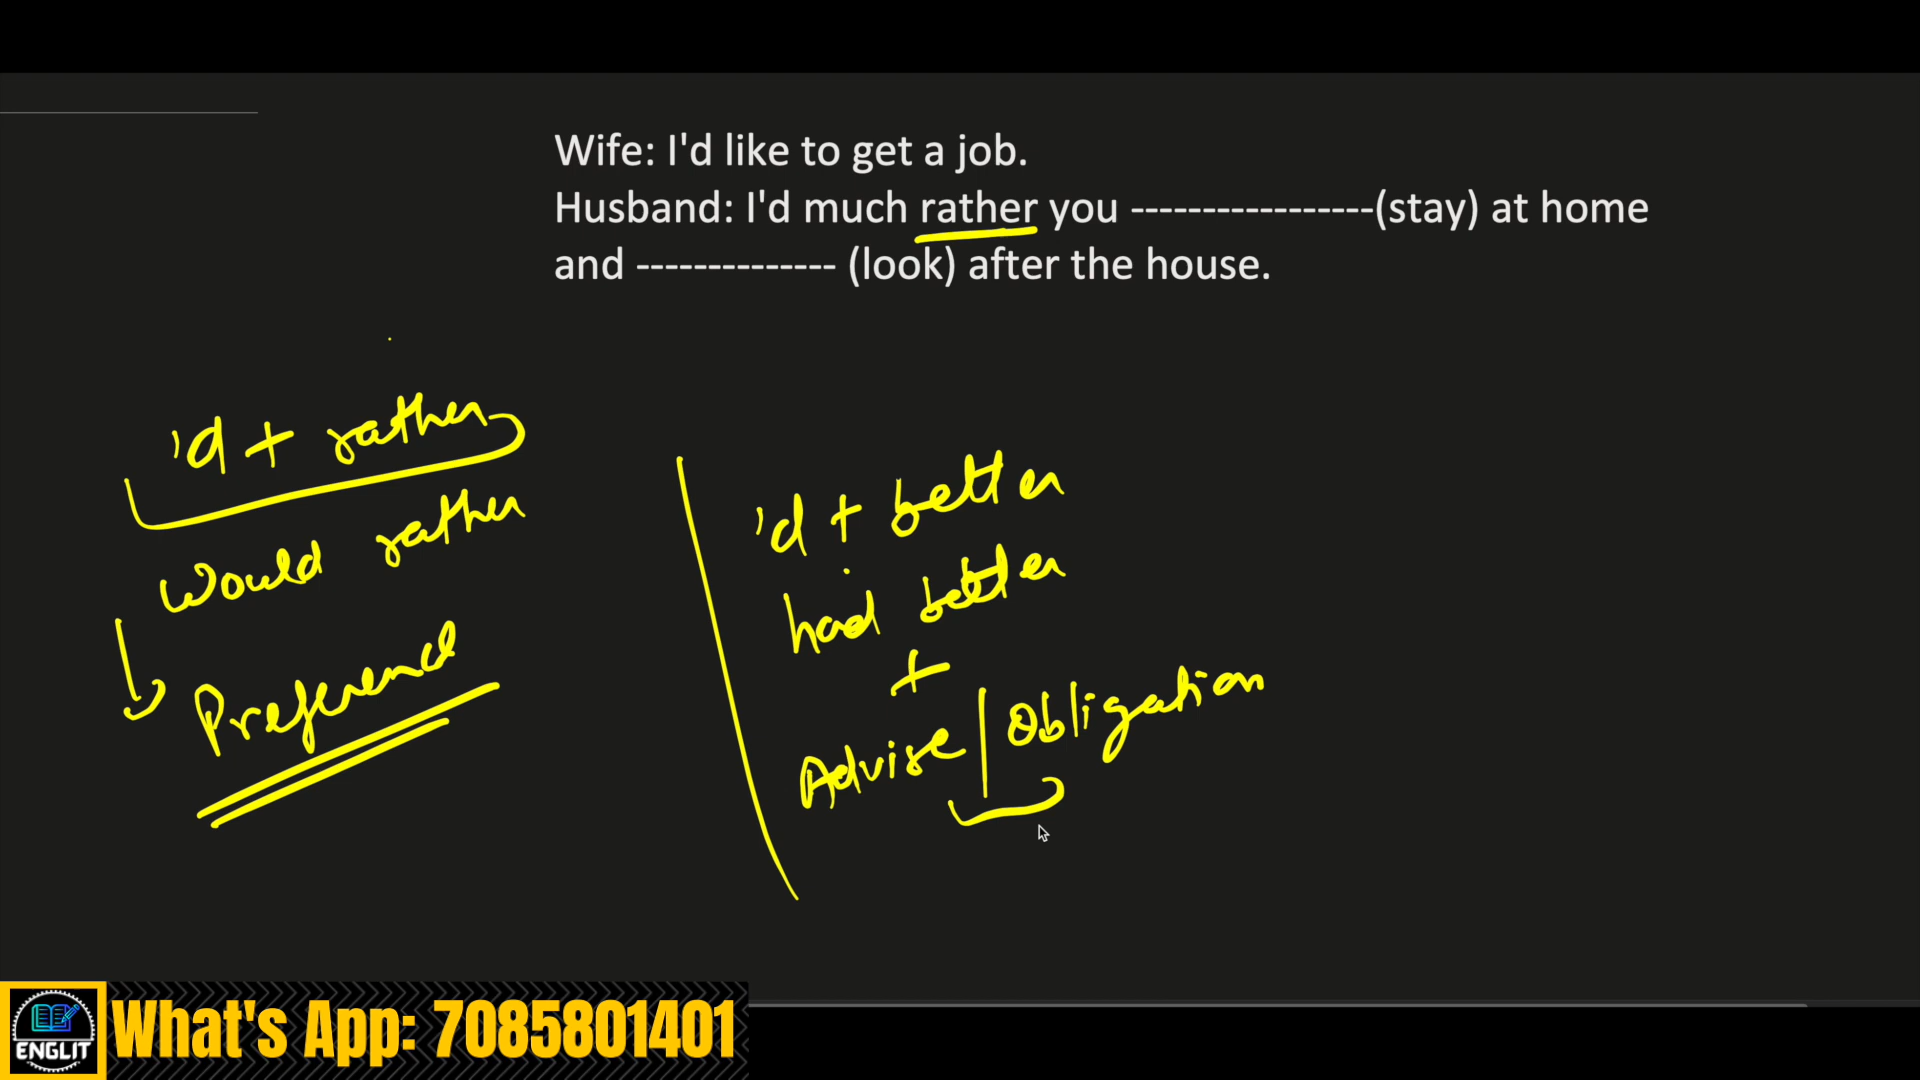 Wife: I'd like to get a job.
Husband: I'd much rather you -----------------(stay) at home
and -------------- (look) after the house.
'd + rather
would rather
Preference
'd + better
had better
+
Advise | Obligation
ENGLIT
What's App: 7085801401